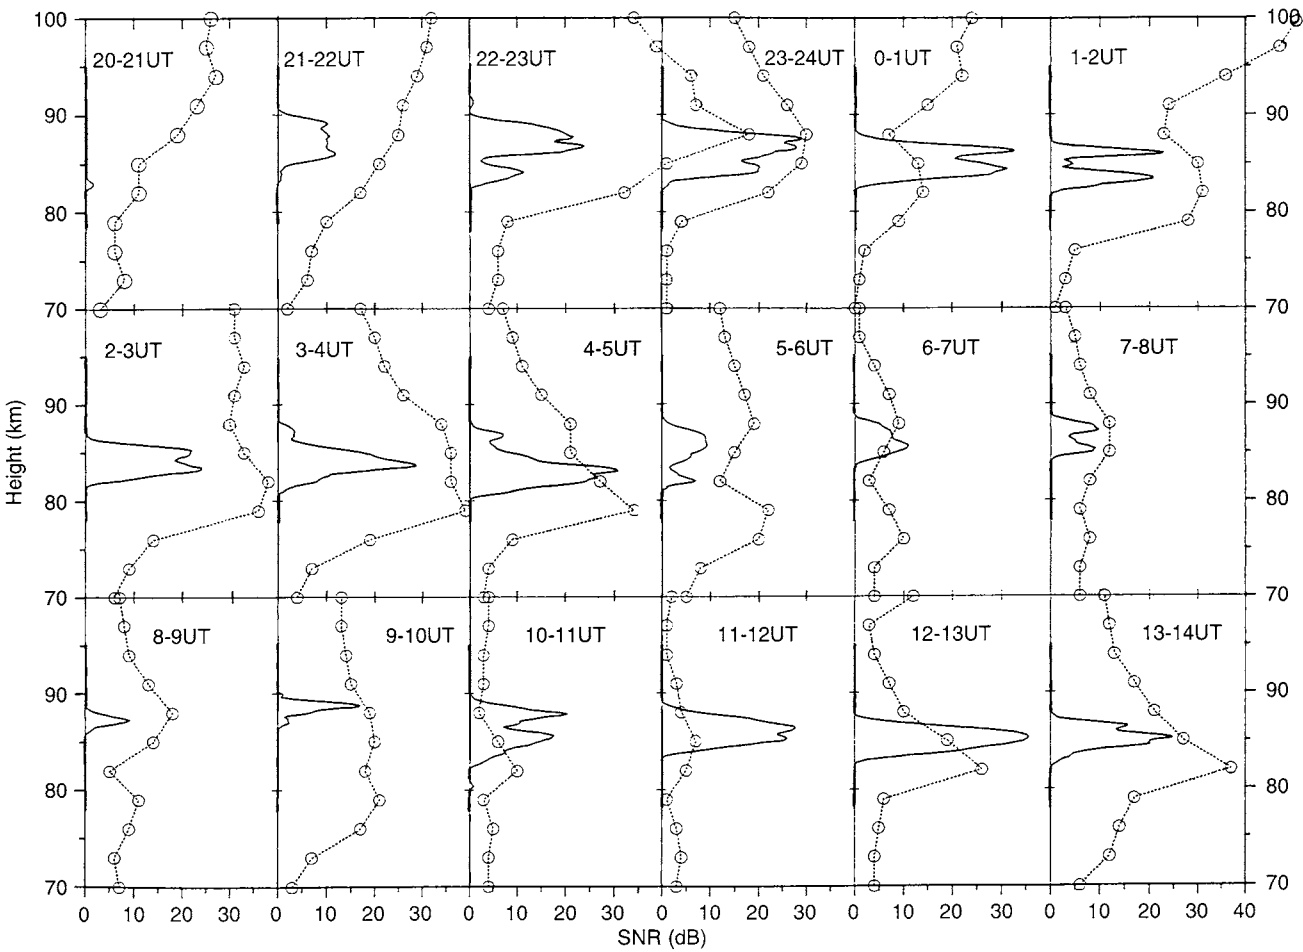 100
100
20-21UT
21-22UT
22-23UT
23-24UT
0-1UT
1-2UT
90
90
80
80
70
70
2-3UT
3-4UT
4-5UT
5-6UT
6-7UT
7-8UT
90
90
Height (km)
80
80
70
70
8-9UT
9-10UT
10-11UT
11-12UT
12-13UT
13-14UT
90
90
80
80
70
70
0 10 20 30 0 10 20 30 0 10 20 30 0 10 20 30 0 10 20 30 0 10 20 30 40
SNR (dB)